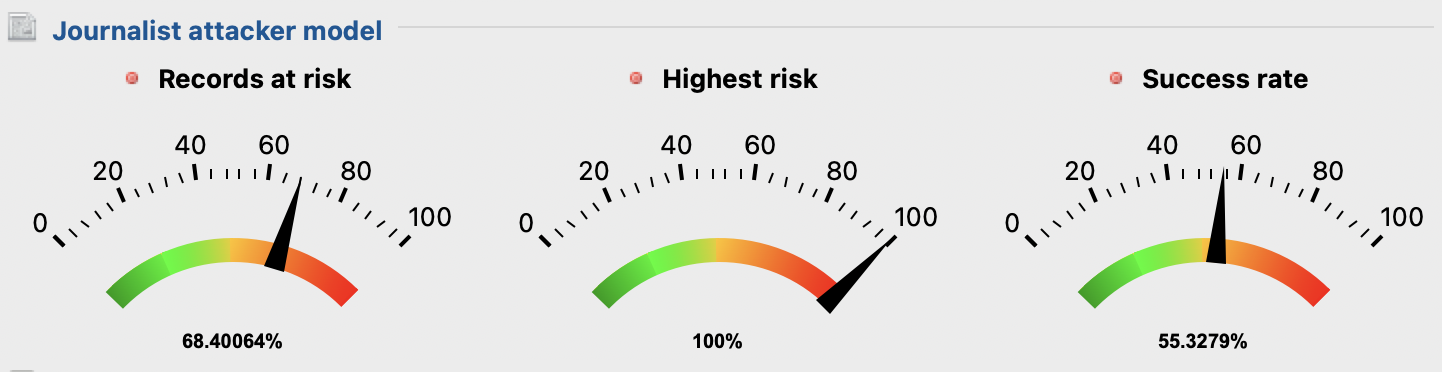 Journalist attacker model
Records at risk
0 20 40 60 80 100
68.40064%
Highest risk
0 20 40 60 80 100
100%
Success rate
0 20 40 60 80 100
55.3279%